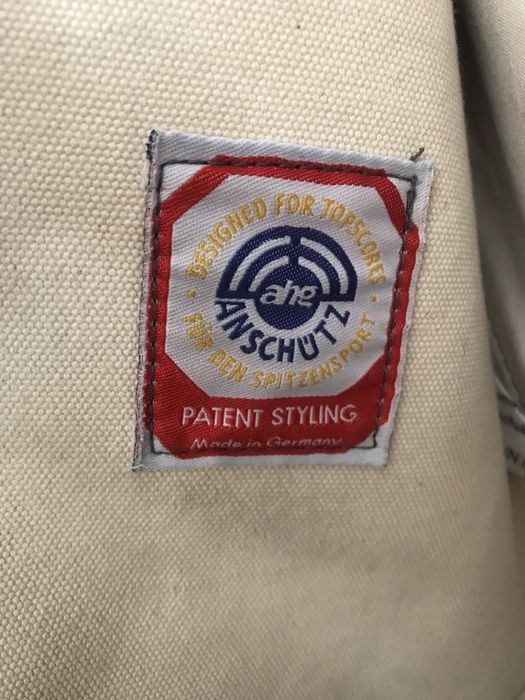 · DESIGNED FOR TOPSCORES ·
ahg
ANSCHÜTZ
FÜR DEN SPITZENSPORT
PATENT STYLING
Made in Germany